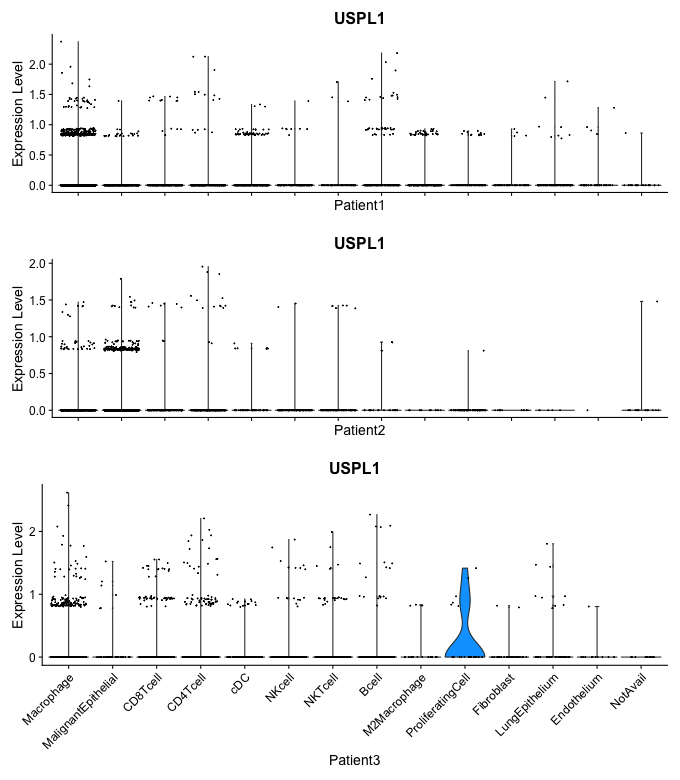 USPL1
Expression Level
2.0
1.5
1.0
0.5
0.0
Patient1
USPL1
Expression Level
2.0
1.5
1.0
0.5
0.0
Patient2
USPL1
Expression Level
2
1
0
Macrophage
MalignantEpithelial
CD8Tcell
CD4Tcell
cDC
NKcell
NKTcell
Bcell
M2Macrophage
ProliferatingCell
Fibroblast
LungEpithelium
Endothelium
NotAvail
Patient3